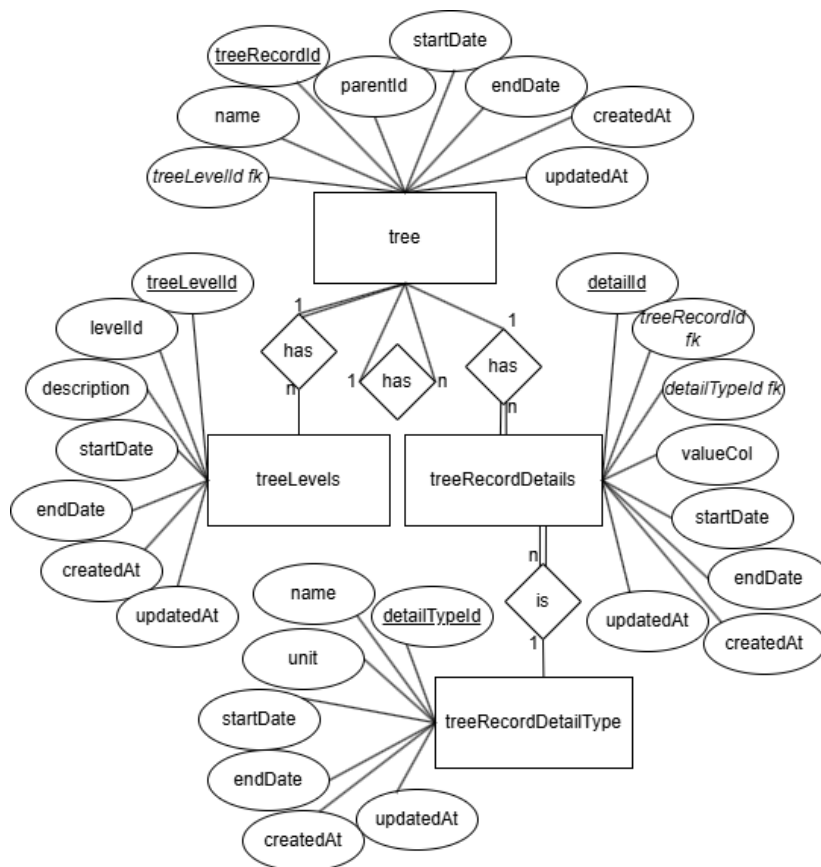 startDate
treeRecordId
parentId
endDate
name
createdAt
treeLevelId fk
updatedAt
tree
treeLevelId
detailId
levelId
treeRecordId
fk
1
1
has
has
has
1
n
n
n
description
detailTypeId fk
startDate
valueCol
treeLevels
treeRecordDetails
endDate
startDate
createdAt
n
endDate
updatedAt
name
detailTypeId
is
updatedAt
createdAt
unit
1
startDate
treeRecordDetailType
endDate
updatedAt
createdAt